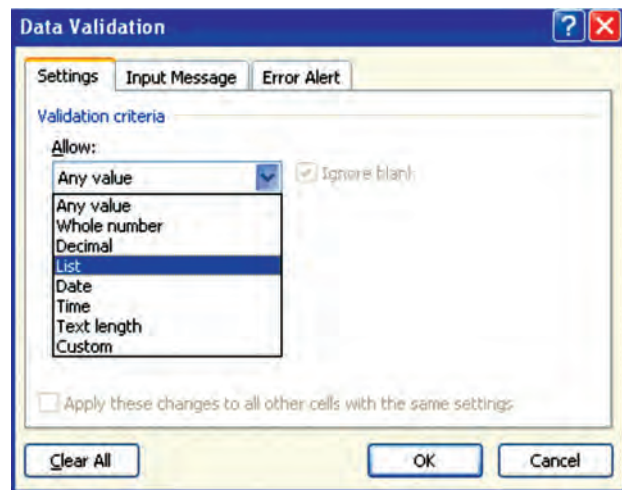 Data Validation
Settings Input Message Error Alert
Validation criteria
Allow:
Any value
Ignore blank
Any value
Whole number
Decimal
List
Date
Time
Text length
Custom
Apply these changes to all other cells with the same settings
Clear All OK Cancel